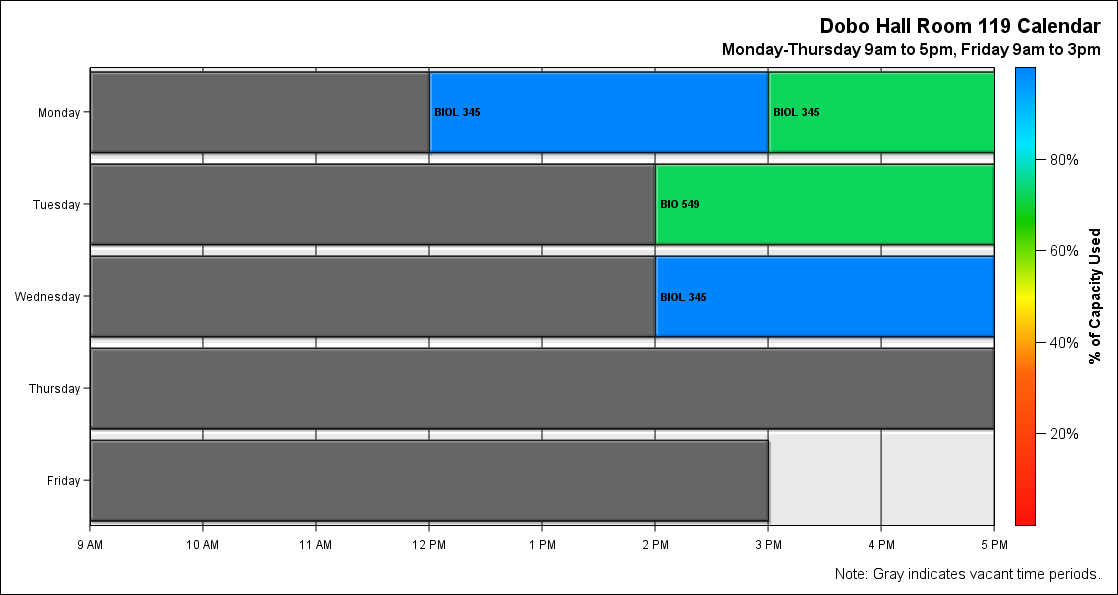 Dobo Hall Room 119 Calendar
Monday-Thursday 9am to 5pm, Friday 9am to 3pm
Monday
BIOL 345
BIOL 345
Tuesday
BIO 549
Wednesday
BIOL 345
Thursday
Friday
9 AM 10 AM 11 AM 12 PM 1 PM 2 PM 3 PM 4 PM 5 PM
80%
60%
40%
20%
% of Capacity Used
Note: Gray indicates vacant time periods.